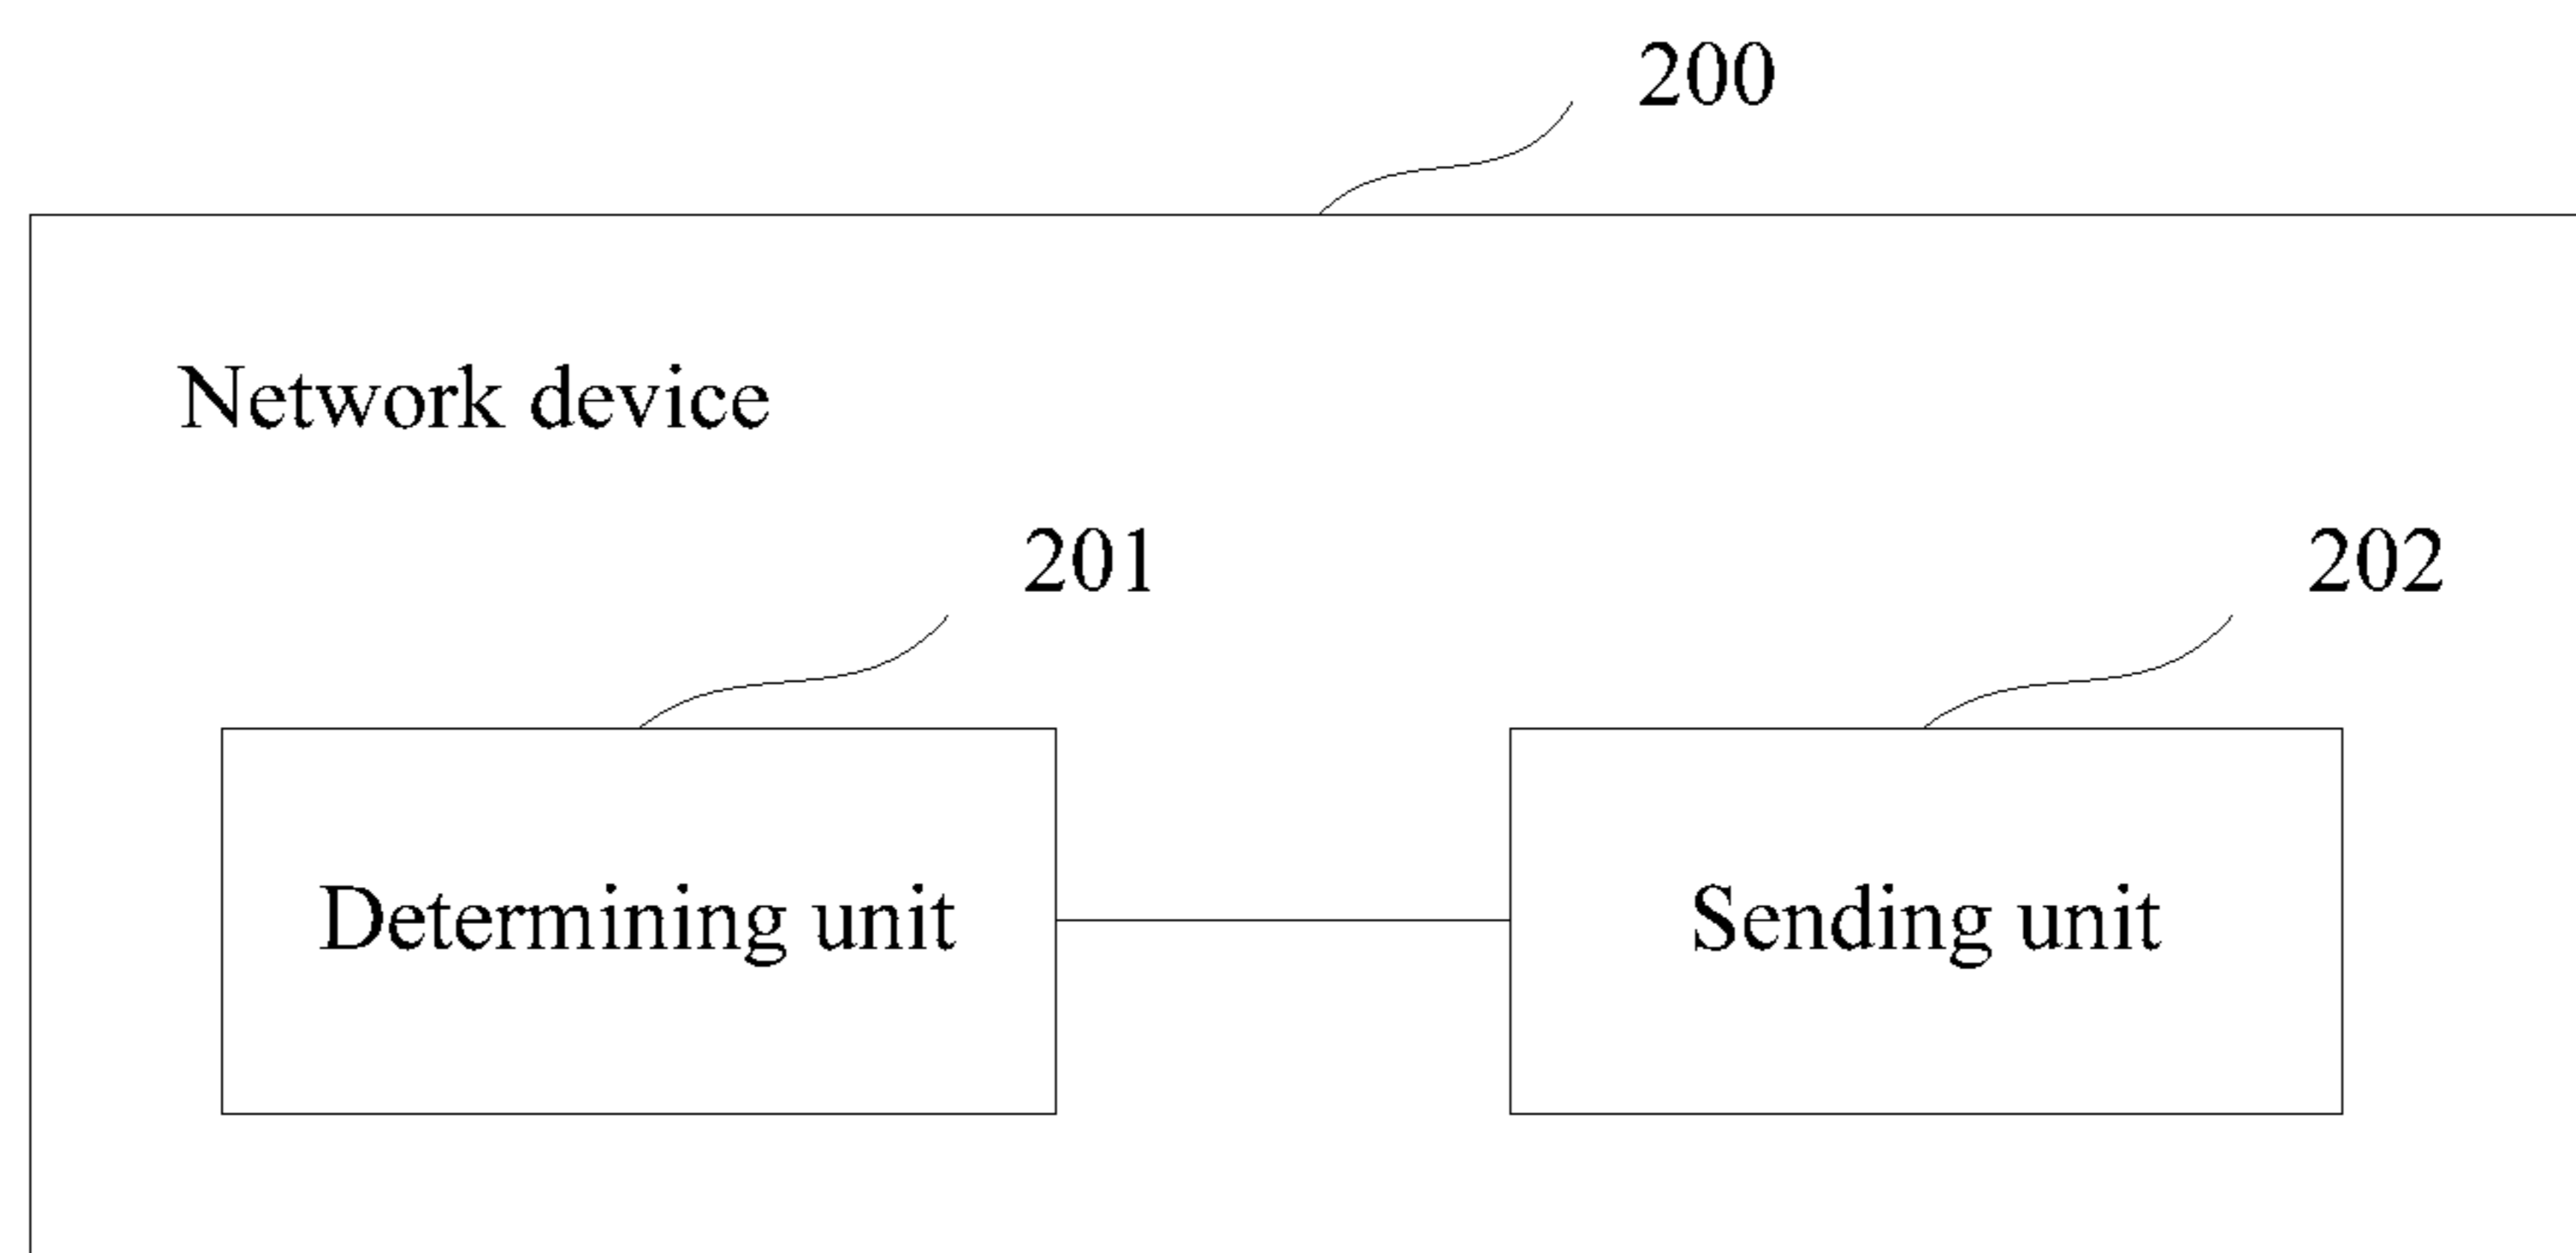 200
Network device
201
202
Determining unit
Sending unit